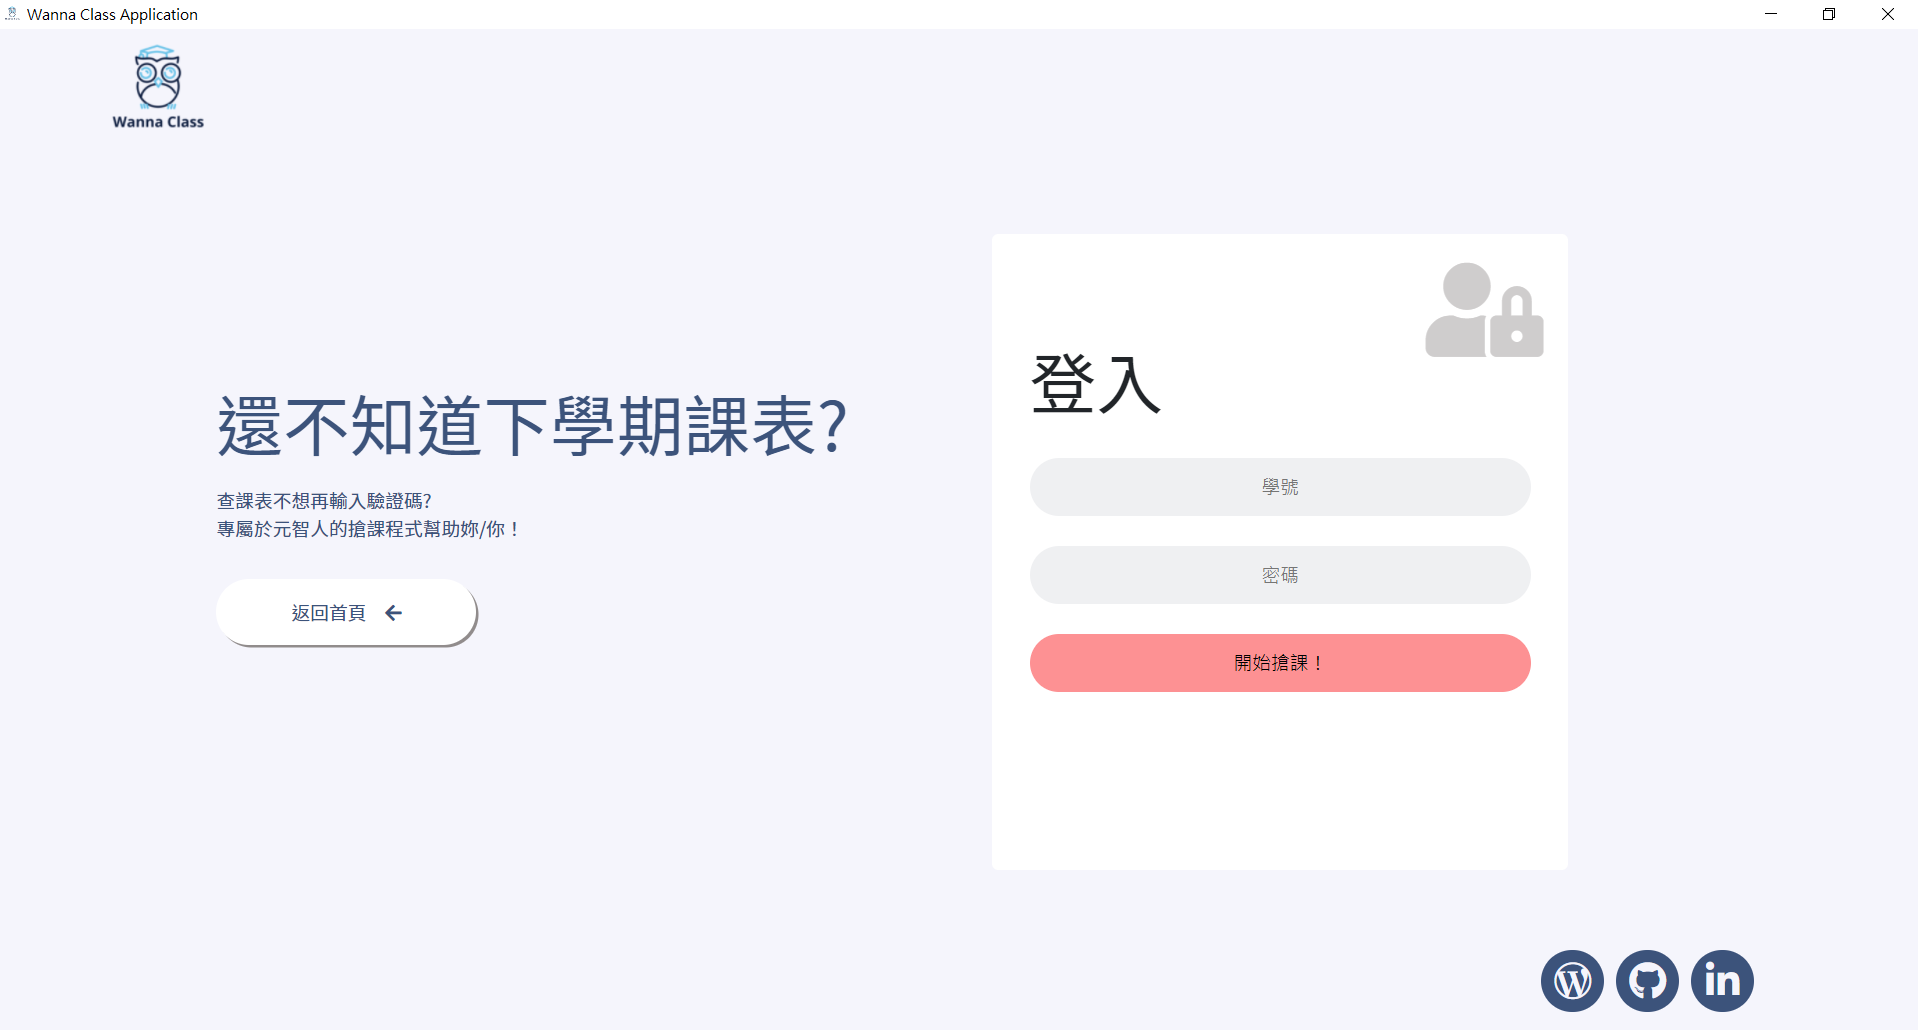 Wanna Class Application
Wanna Class
還不知道下學期課表?
查課表不想再輸入驗證碼?
專屬於元智人的搶課程式幫助妳/你！
返回首頁
登入
學號
密碼
開始搶課！